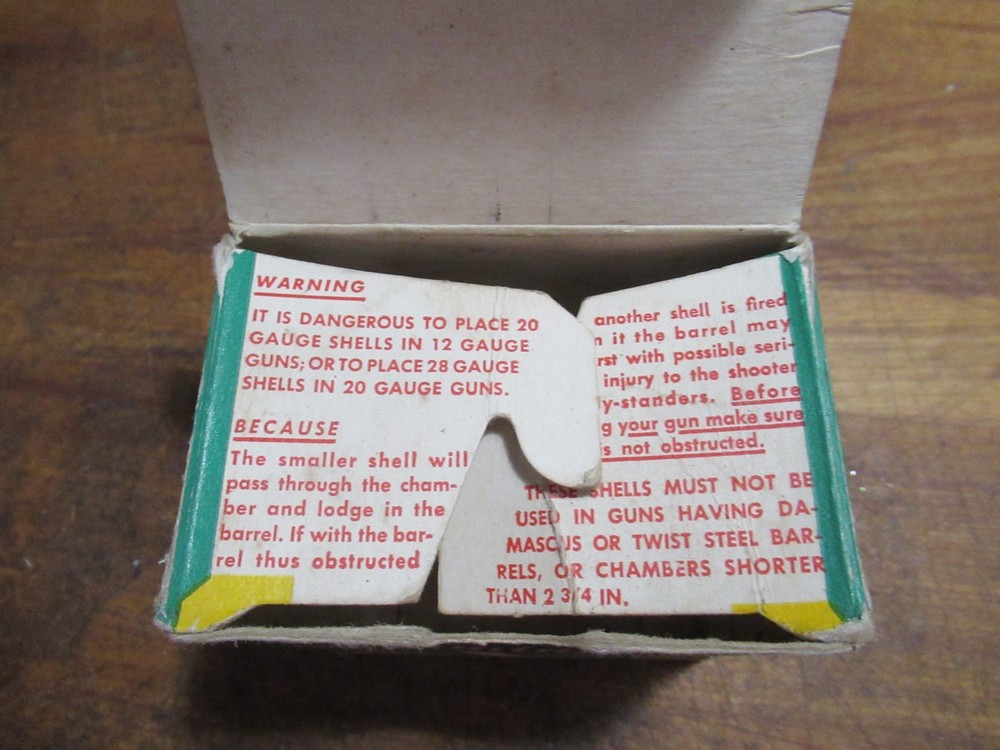 WARNING
IT IS DANGEROUS TO PLACE 20
GAUGE SHELLS IN 12 GAUGE
GUNS; OR TO PLACE 28 GAUGE
SHELLS IN 20 GAUGE GUNS.
BECAUSE
The smaller shell will
pass through the cham-
ber and lodge in the
barrel. If with the bar-
rel thus obstructed
another shell is fired
it the barrel may
with possible seri-
injury to the shooter
y-standers. Before
your gun make sure
not obstructed.
THESE SHELLS MUST NOT BE
USED IN GUNS HAVING DA-
MASCUS OR TWIST STEEL BAR-
RELS, OR CHAMBERS SHORTER
THAN 2 3/4 IN.